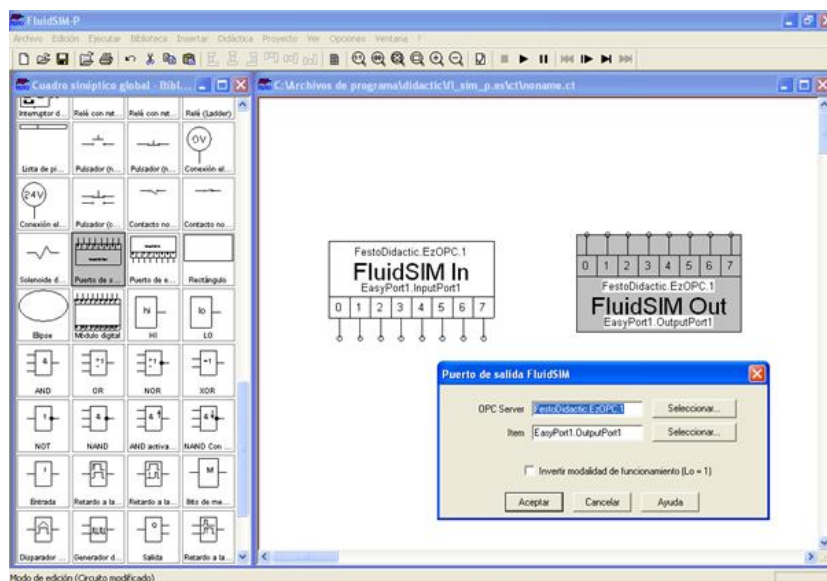 FluidSIM-P
Archivo Edición Ejecutar Biblioteca Insertar Didáctica Proyecto Ver Opciones Ventana ?
Cuadro sinóptico global - Bibl...
C:\Archivos de programa\didactic\fl_sim_p.es\ct\noname.ct
Interruptor d... Relé con ret... Relé con ret... Relé (Ladder)
0V
Lista de pi... Pulsador (n... Pulsador (n... Conexión el...
24V
Conexión el... Pulsador (c... Contacto no... Contacto no...
Solenoide d... Puerto de s... Puerto de e... Rectángulo
hi lo
Elipse Módulo digital HI LO
AND OR NOR XOR
NOT NAND AND activa... NAND Con ...
Entrada Retardo a la... Retardo a la... Bits de me...
Disparador ... Generador d... Salida Retardo a la...
FestoDidactic.EzOPC.1
FluidSIM In
EasyPort1.InputPort1
0 1 2 3 4 5 6 7
0 1 2 3 4 5 6 7
FestoDidactic.EzOPC.1
FluidSIM Out
EasyPort1.OutputPort1
Puerto de salida FluidSIM
OPC Server FestoDidactic.EzOPC.1 Seleccionar...
Item EasyPort1.OutputPort1 Seleccionar...
Invertir modalidad de funcionamiento (Lo = 1)
Aceptar Cancelar Ayuda
Modo de edición (Circuito modificado)